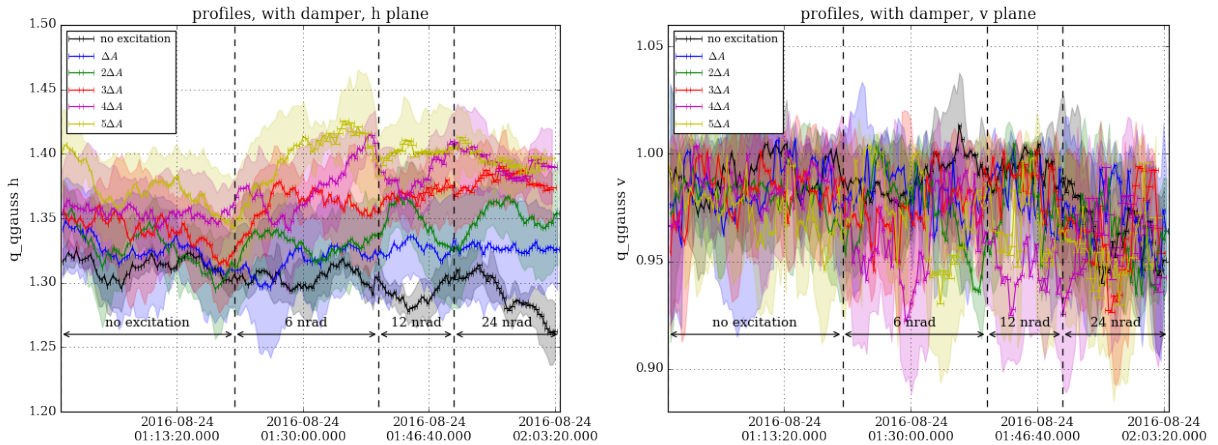 profiles, with damper, h plane
1.50
1.45
1.40
1.35
1.30
1.25
1.20
q_qgauss h
no excitation
ΔA
2ΔA
3ΔA
4ΔA
5ΔA
no excitation
6 nrad
12 nrad
24 nrad
2016-08-24
01:13:20.000
2016-08-24
01:30:00.000
2016-08-24
01:46:40.000
2016-08-24
02:03:20.000
profiles, with damper, v plane
1.05
1.00
0.95
0.90
q_qgauss v
no excitation
ΔA
2ΔA
3ΔA
4ΔA
5ΔA
no excitation
6 nrad
12 nrad
24 nrad
2016-08-24
01:13:20.000
2016-08-24
01:30:00.000
2016-08-24
01:46:40.000
2016-08-24
02:03:20.000